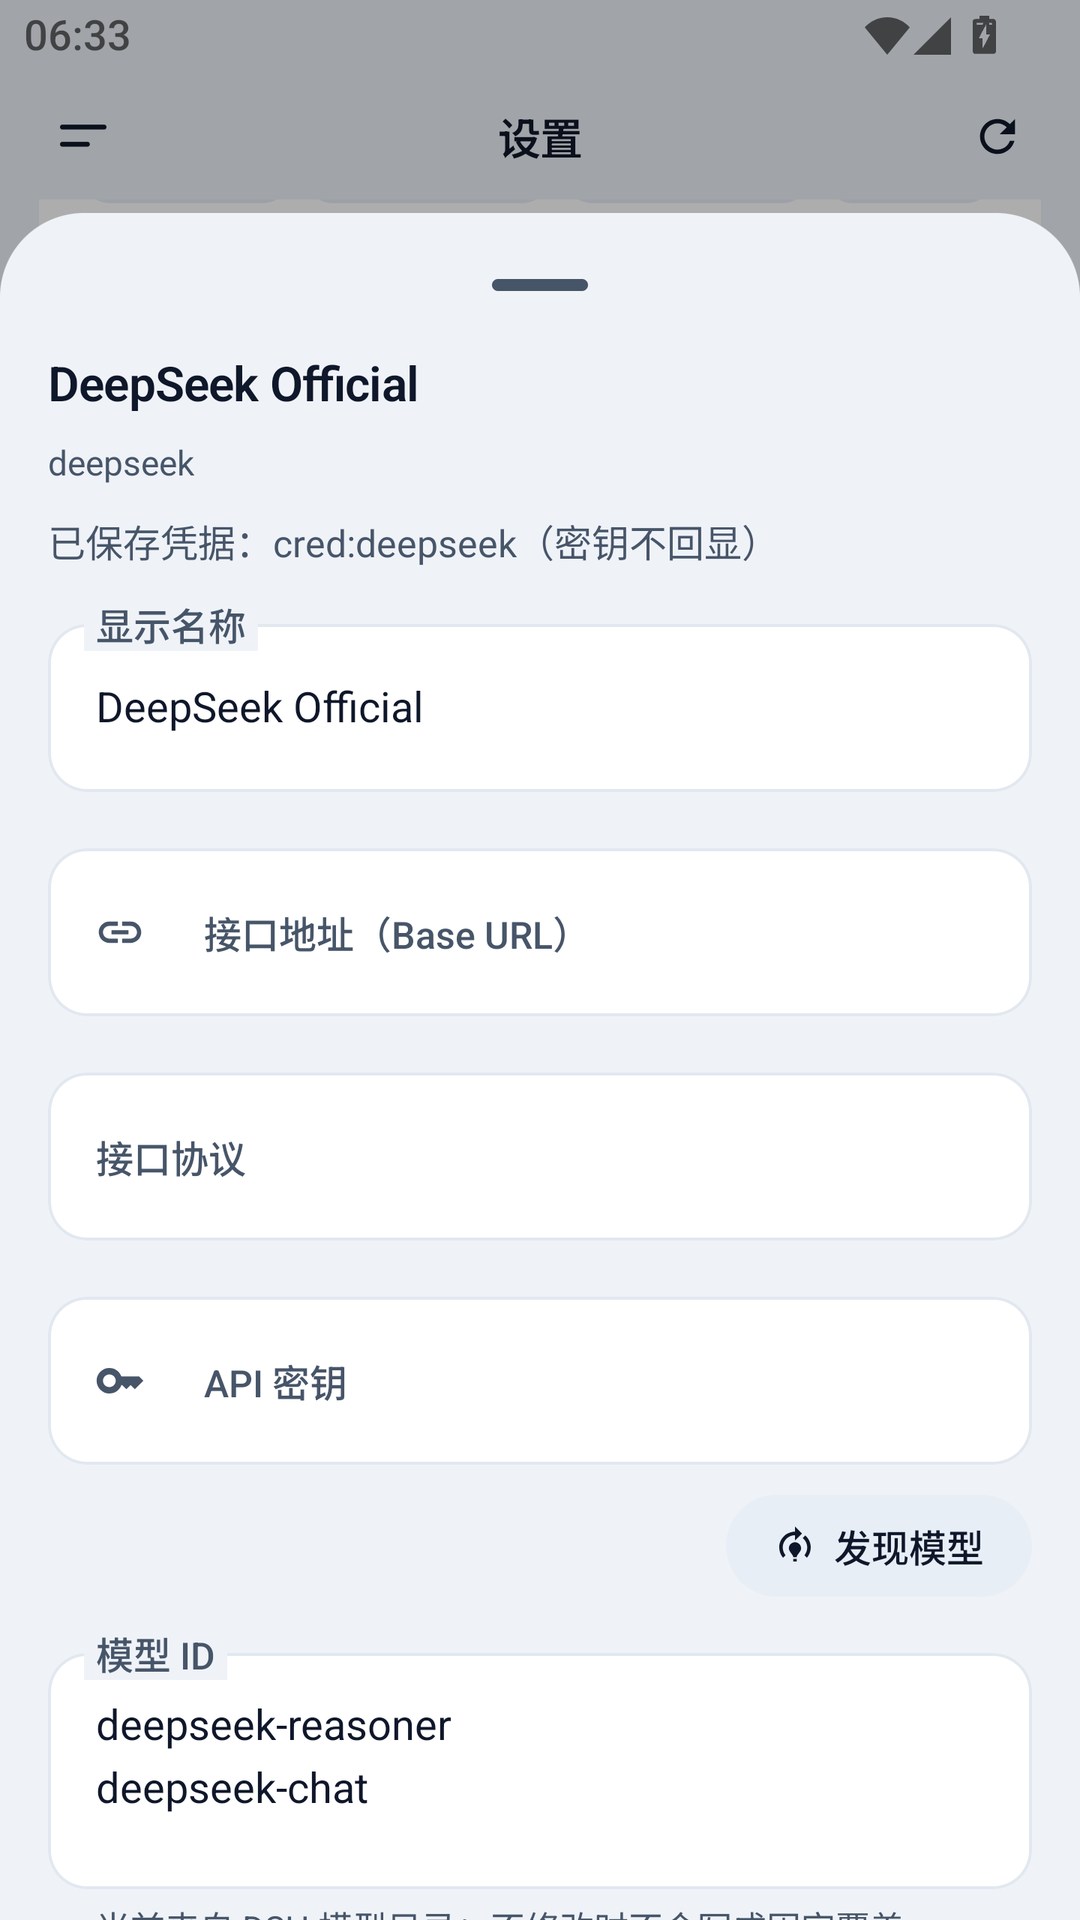 06:33
设置
DeepSeek Official
deepseek
已保存凭据：cred:deepseek（密钥不回显）
显示名称
DeepSeek Official
接口地址（Base URL）
接口协议
API 密钥
发现模型
模型 ID
deepseek-reasoner
deepseek-chat